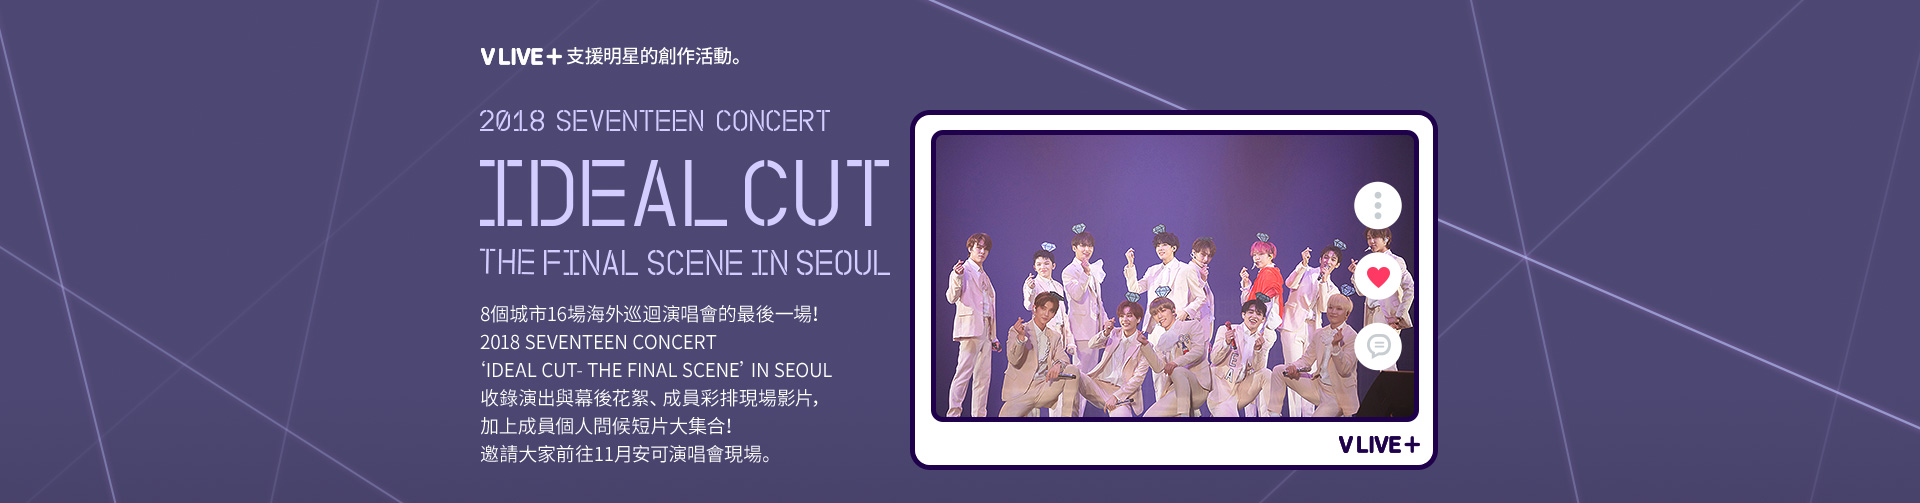 V LIVE+ 支援明星的創作活動。
2018 SEVENTEEN CONCERT
IDEAL CUT
THE FINAL SCENE IN SEOUL
8個城市16場海外巡迴演唱會的最後一場!
2018 SEVENTEEN CONCERT
‘IDEAL CUT- THE FINAL SCENE’ IN SEOUL
收錄演出與幕後花絮、成員彩排現場影片,
加上成員個人問候短片大集合!
邀請大家前往11月安可演唱會現場。
V LIVE+